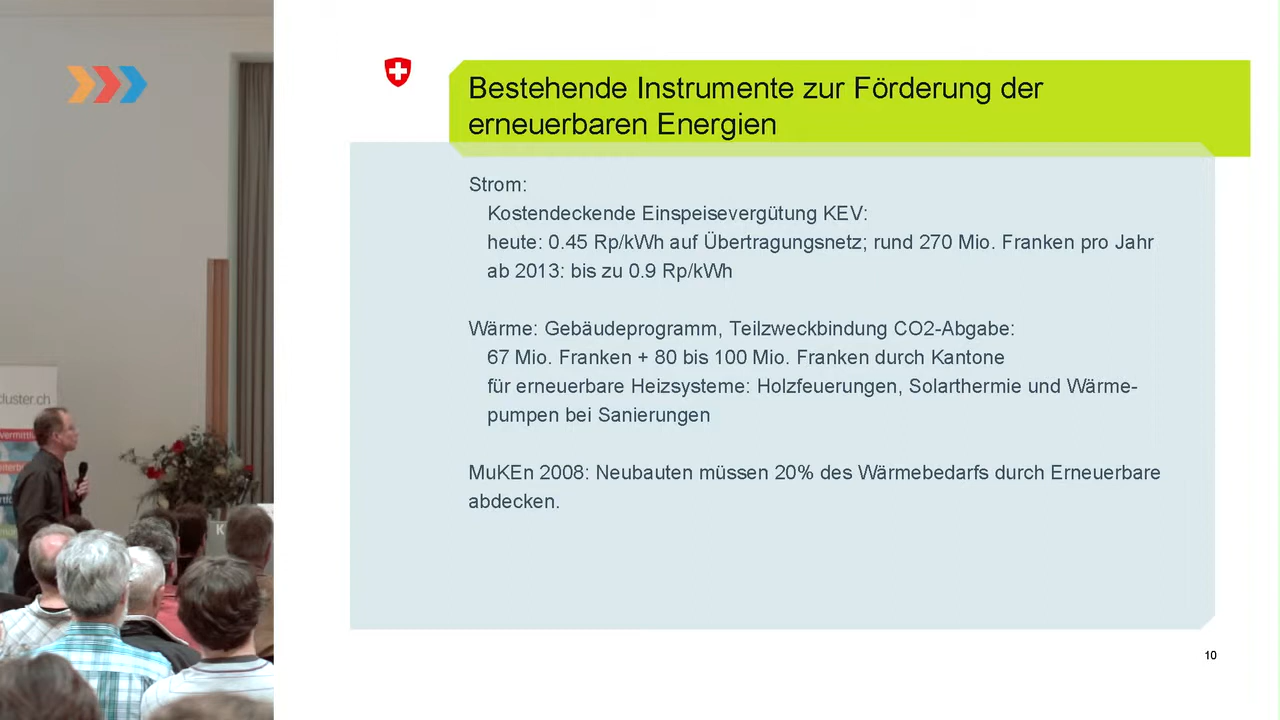 Bestehende Instrumente zur Förderung der
erneuerbaren Energien
Strom:
Kostendeckende Einspeisevergütung KEV:
heute: 0.45 Rp/kWh auf Übertragungsnetz; rund 270 Mio. Franken pro Jahr
ab 2013: bis zu 0.9 Rp/kWh
Wärme: Gebäudeprogramm, Teilzweckbindung CO2-Abgabe:
67 Mio. Franken + 80 bis 100 Mio. Franken durch Kantone
für erneuerbare Heizsysteme: Holzfeuerungen, Solarthermie und Wärme-
pumpen bei Sanierungen
MuKEn 2008: Neubauten müssen 20% des Wärmebedarfs durch Erneuerbare
abdecken.
10
cluster.ch